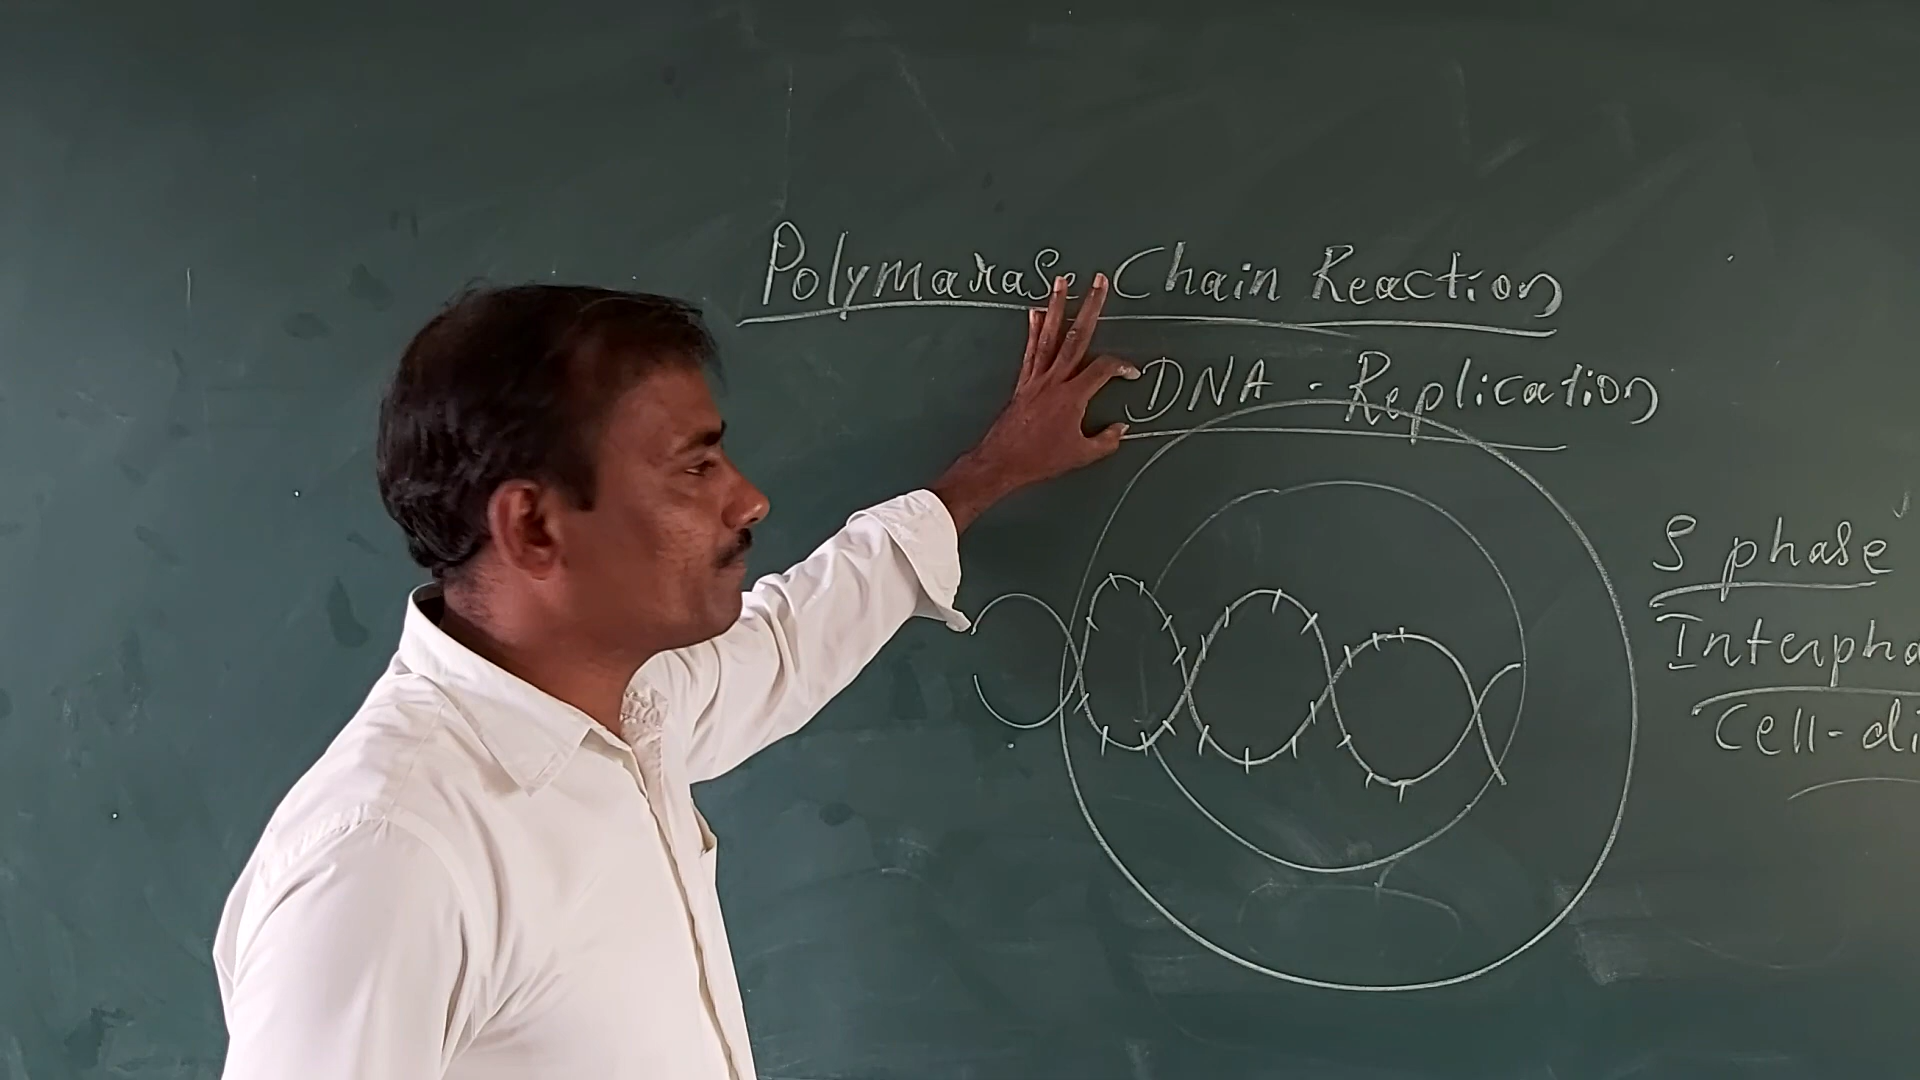 Polymarase Chain Reaction
DNA - Replication
S phase
Interpha
Cell-di